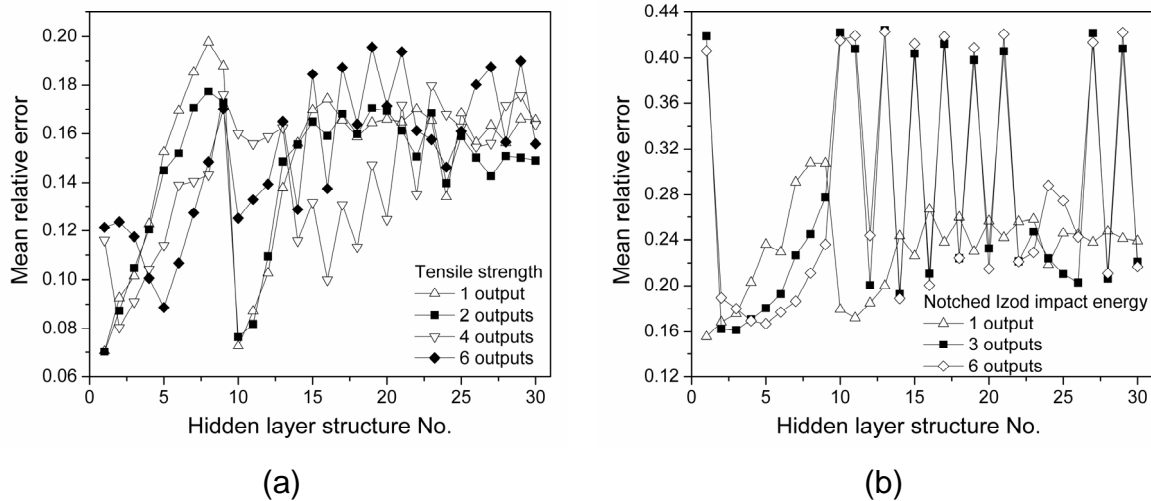 Mean relative error
0.20
0.18
0.16
0.14
0.12
0.10
0.08
0.06
Tensile strength
1 output
2 outputs
4 outputs
6 outputs
0 5 10 15 20 25 30
Hidden layer structure No.
(a)
Mean relative error
0.44
0.40
0.36
0.32
0.28
0.24
0.20
0.16
0.12
Notched Izod impact energy
1 output
3 outputs
6 outputs
0 5 10 15 20 25 30
Hidden layer structure No.
(b)